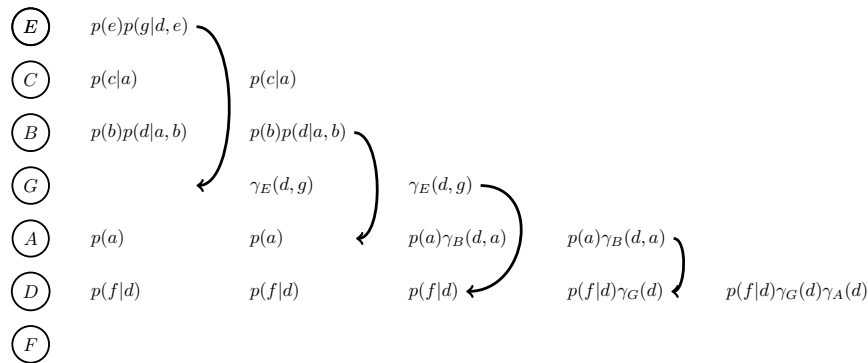 E p(e)p(g|d, e)
C p(c|a) p(c|a)
B p(b)p(d|a, b) p(b)p(d|a, b)
G γ_E(d, g) γ_E(d, g)
A p(a) p(a) p(a)γ_B(d, a) p(a)γ_B(d, a)
D p(f|d) p(f|d) p(f|d) p(f|d)γ_G(d) p(f|d)γ_G(d)γ_A(d)
F